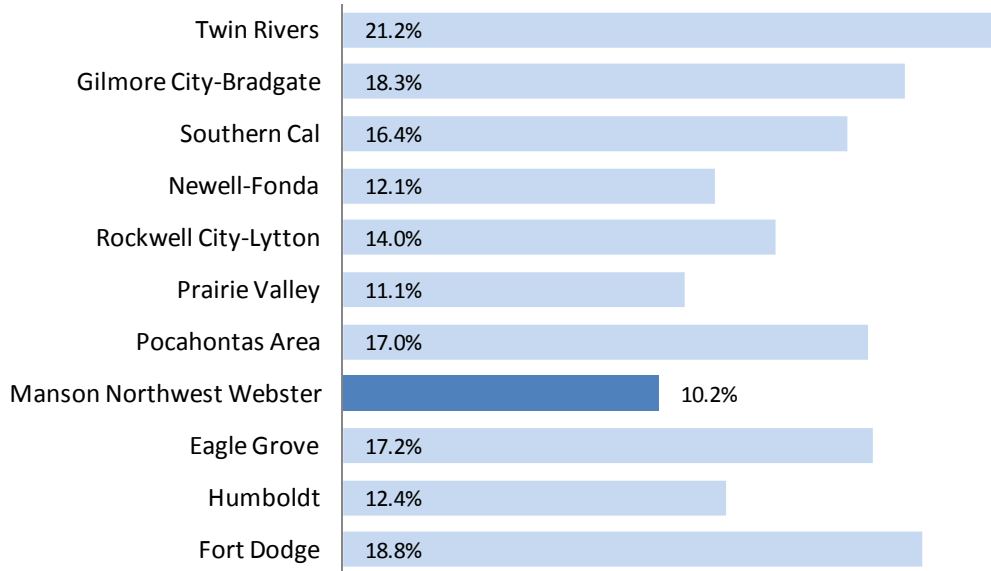 Twin Rivers 21.2%
Gilmore City-Bradgate 18.3%
Southern Cal 16.4%
Newell-Fonda 12.1%
Rockwell City-Lytton 14.0%
Prairie Valley 11.1%
Pocahontas Area 17.0%
Manson Northwest Webster 10.2%
Eagle Grove 17.2%
Humboldt 12.4%
Fort Dodge 18.8%